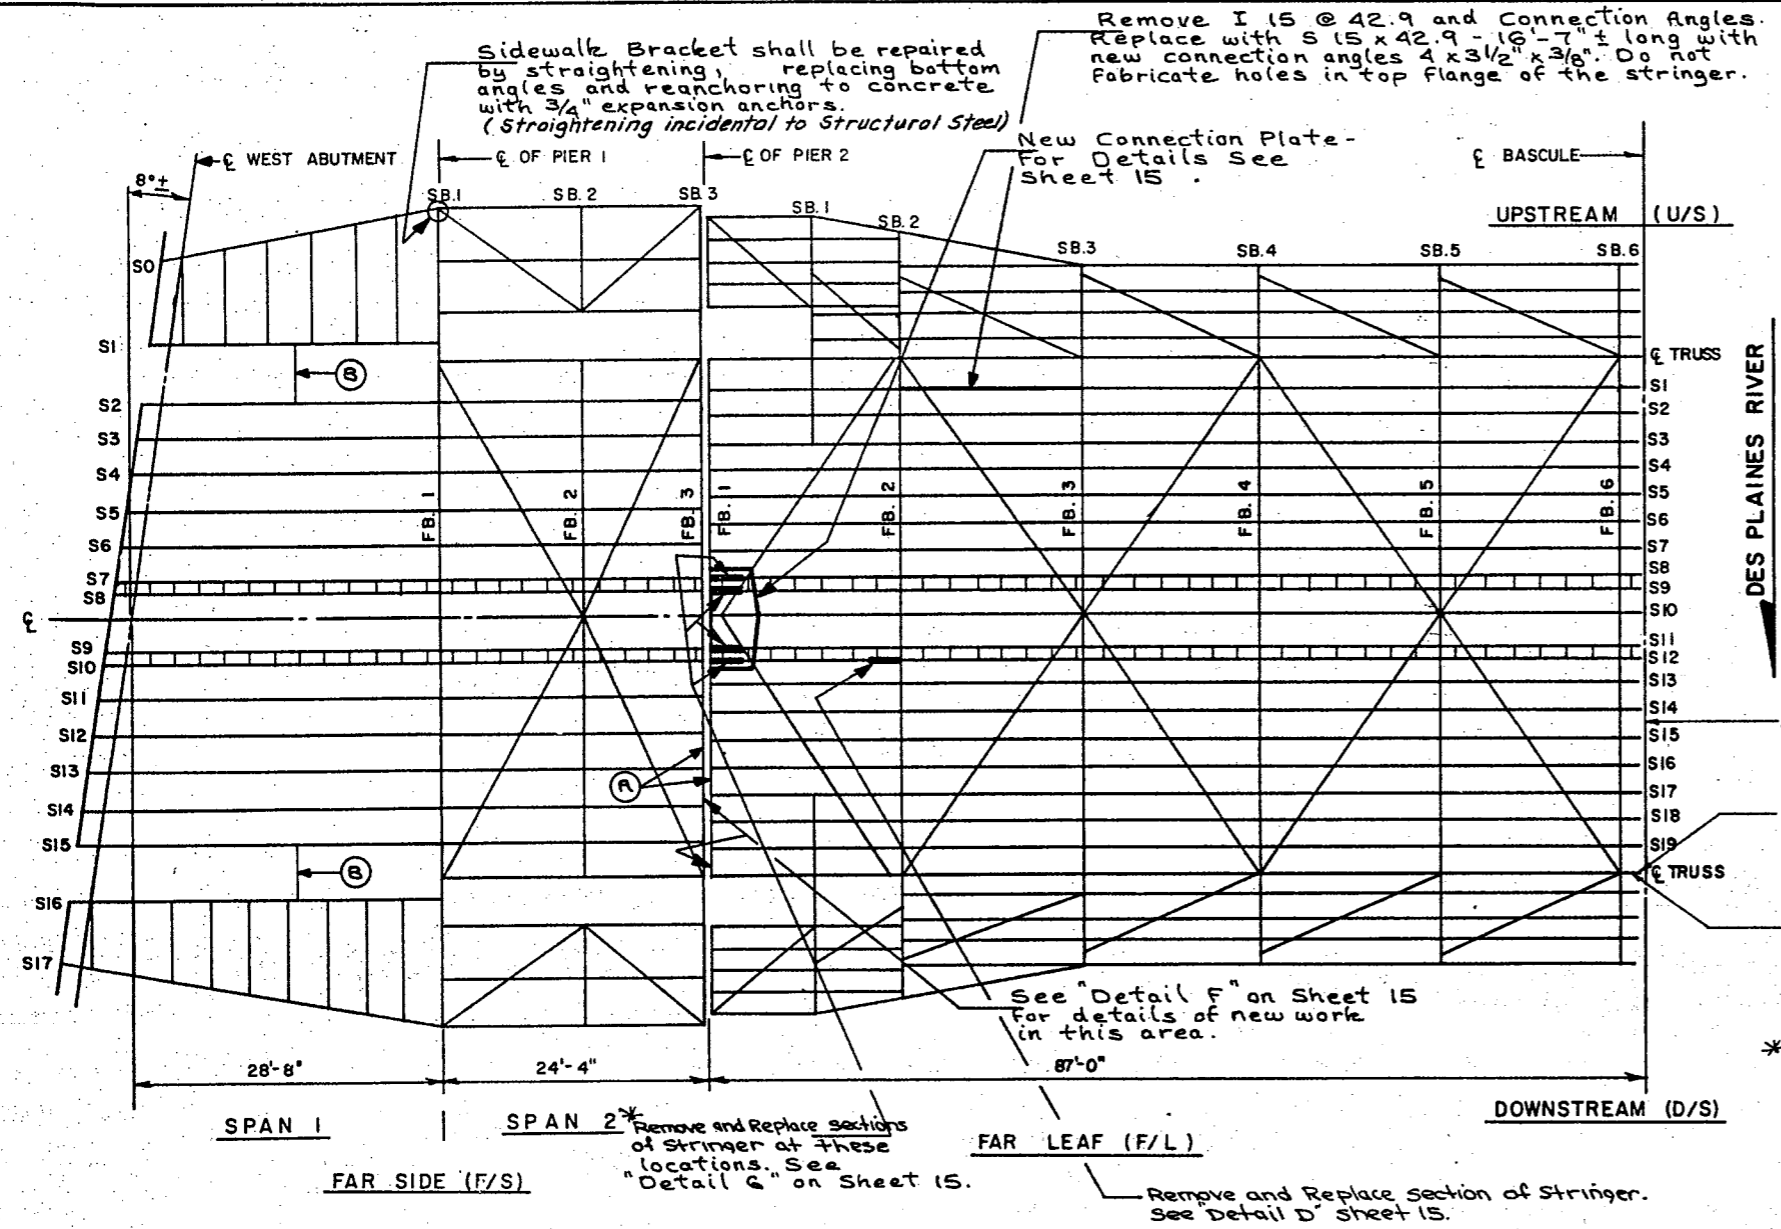 Remove I 15 @ 42.9 and Connection Angles.
Replace with S 15 x 42.9 - 16'-7" ± long with
new connection angles 4 x 3 1/2" x 3/8". Do not
Fabricate holes in top flange of the stringer.
Sidewalk Bracket shall be repaired
by straightening, replacing bottom
angles and reanchoring to concrete
with 3/4" expansion anchors.
(Straightening incidental to Structural Steel)
New Connection Plate -
For Details See
Sheet 15 .
℄ WEST ABUTMENT
℄ OF PIER 1
℄ OF PIER 2
℄ BASCULE
8°±
UPSTREAM (U/S)
SB.1 SB.2 SB.3 SB.1 SB.2 SB.3 SB.4 SB.5 SB.6
S0
S1
S2
S3
S4
S5
S6
S7
S8
℄
S9
S10
S11
S12
S13
S14
S15
S16
S17
B
B
A
FB. 1 FB. 2 FB. 3 FB. 1 FB. 2 FB. 3 FB. 4 FB. 5 FB. 6
℄ TRUSS
S1
S2
S3
S4
S5
S6
S7
S8
S9
S10
S11
S12
S13
S14
S15
S16
S17
S18
S19
℄ TRUSS
DES PLAINES RIVER
See "Detail F" on Sheet 15
for details of new work
in this area.
*
28'-8"
24'-4"
87'-0"
DOWNSTREAM (D/S)
SPAN 1
SPAN 2
FAR SIDE (F/S)
* Remove and Replace sections
of Stringer at these
locations. See
"Detail G" on Sheet 15.
FAR LEAF (F/L)
Remove and Replace section of Stringer.
See "Detail D" sheet 15.